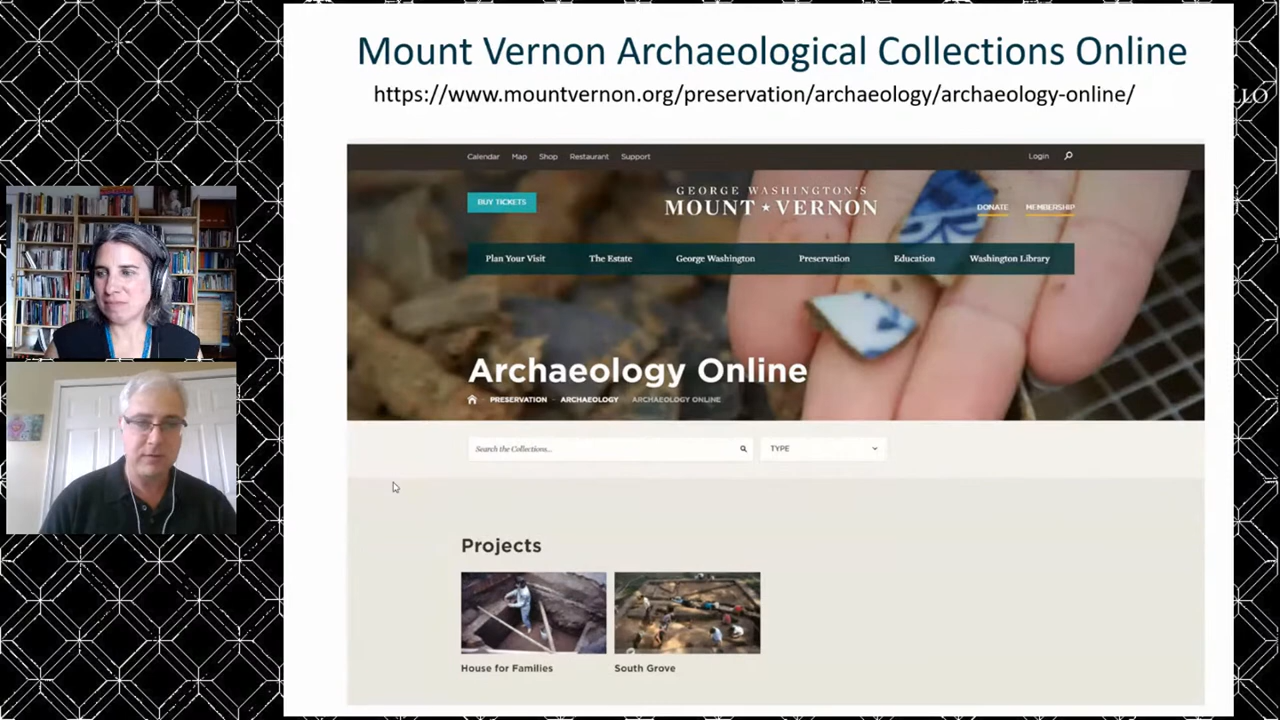 Mount Vernon Archaeological Collections Online
https://www.mountvernon.org/preservation/archaeology/archaeology-online/
Calendar Map Shop Restaurant Support Login
BUY TICKETS
GEORGE WASHINGTON'S
MOUNT ★ VERNON
DONATE MEMBERSHIP
Plan Your Visit The Estate George Washington Preservation Education Washington Library
Archaeology Online
PRESERVATION ARCHAEOLOGY ARCHAEOLOGY ONLINE
Search the Collections... TYPE
Projects
House for Families South Grove